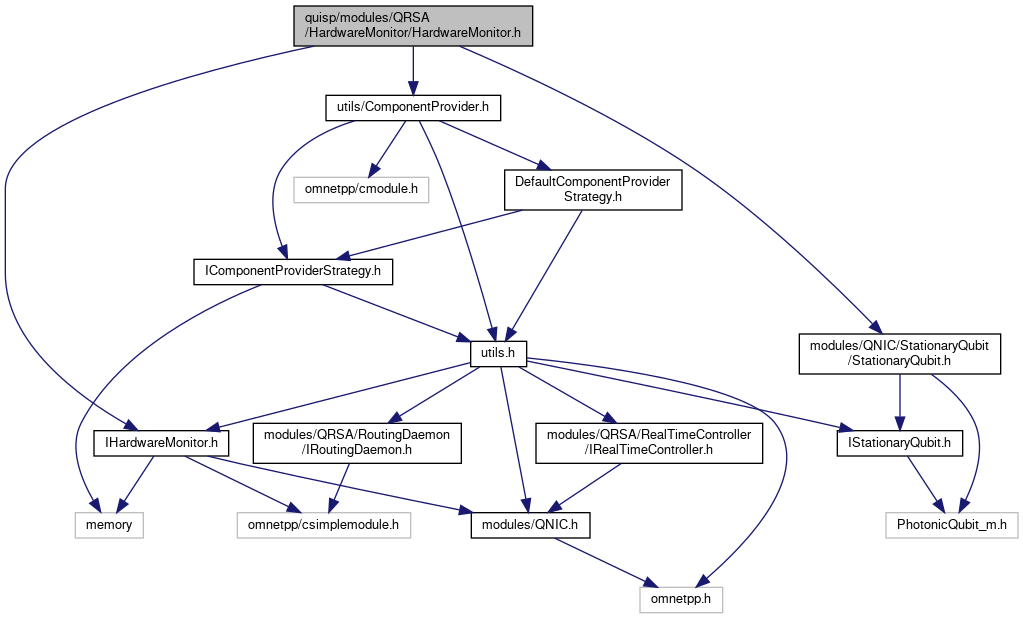 quisp/modules/QRSA
/HardwareMonitor/HardwareMonitor.h
utils/ComponentProvider.h
omnetpp/cmodule.h
DefaultComponentProvider
Strategy.h
IComponentProviderStrategy.h
utils.h
modules/QNIC/StationaryQubit
/StationaryQubit.h
IHardwareMonitor.h
modules/QRSA/RoutingDaemon
/IRoutingDaemon.h
modules/QRSA/RealTimeController
/IRealTimeController.h
IStationaryQubit.h
memory
omnetpp/csimplemodule.h
modules/QNIC.h
PhotonicQubit_m.h
omnetpp.h